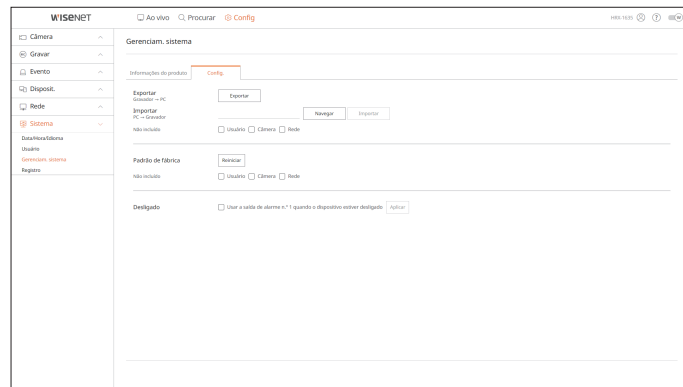 WISENET
Ao vivo
Procurar
Config
HRX-1635
Câmera
Gravar
Evento
Disposit.
Rede
Sistema
Data/Hora/Idioma
Usuário
Gerenciam. sistema
Registro
Gerenciam. sistema
Informações do produto
Config.
Exportar
Gravador → PC
Exportar
Importar
PC → Gravador
Navegar
Importar
Não incluído
Usuário
Câmera
Rede
Padrão de fábrica
Reiniciar
Não incluído
Usuário
Câmera
Rede
Desligado
Usar a saída de alarme n.º 1 quando o dispositivo estiver desligado
Aplicar